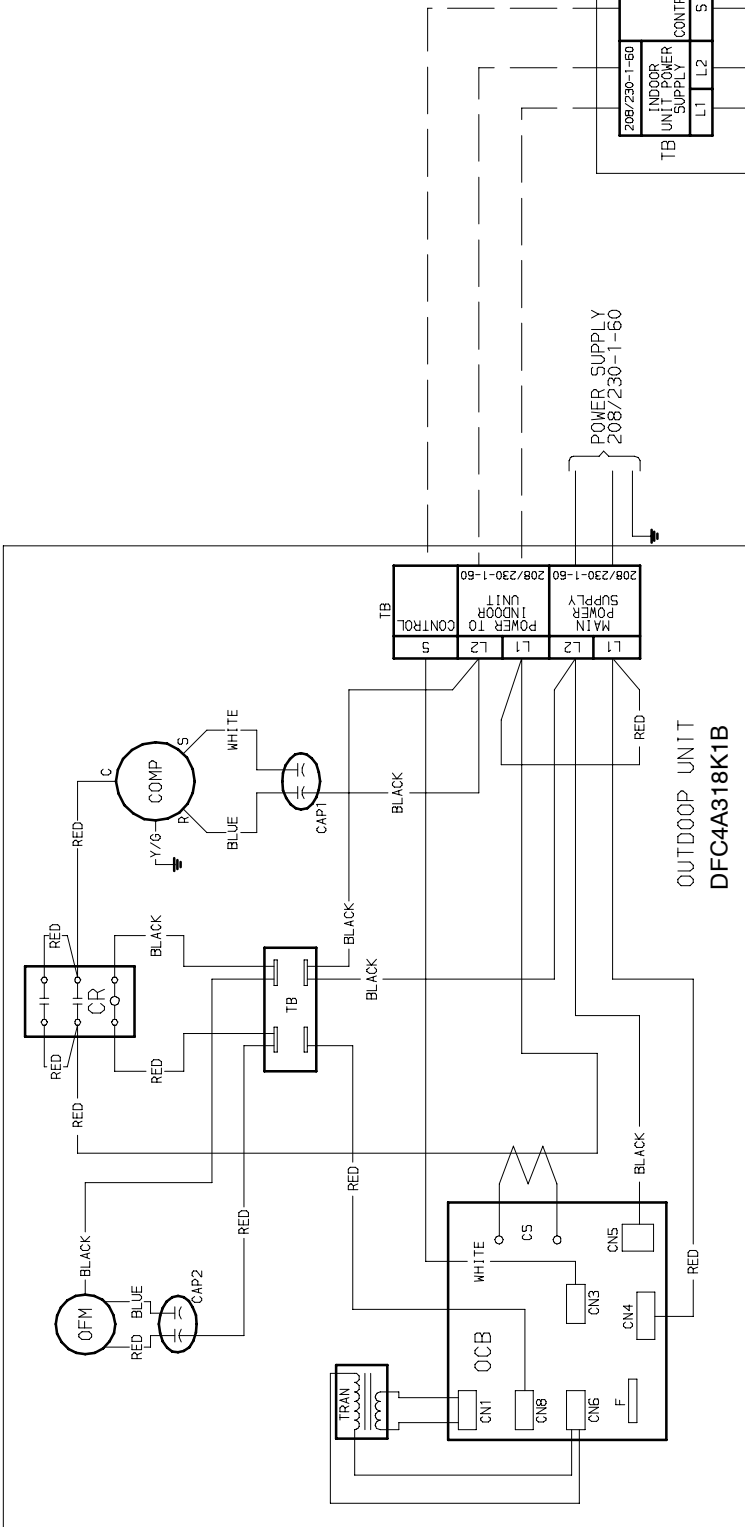 CONTR
S
208/230-1-60
INDOOR
UNIT POWER
SUPPLY
L1
L2
TB
POWER SUPPLY
208/230-1-60
TB
CONTROL
S
208/230-1-60
POWER TO
INDOOR
UNIT
L2
L1
208/230-1-60
MAIN
POWER
SUPPLY
L2
L1
RED
OUTDOOP UNIT
DFC4A318K1B
COMP
C
S
R
Y/G
WHITE
BLUE
CAP1
BLACK
RED
RED
CR
RED
RED
BLACK
RED
TB
BLACK
BLACK
RED
RED
BLACK
OFM
BLUE
RED
CAP2
RED
TRAN
OCB
WHITE
CS
CN5
CN3
CN4
CN1
CN8
CN6
F
BLACK
RED